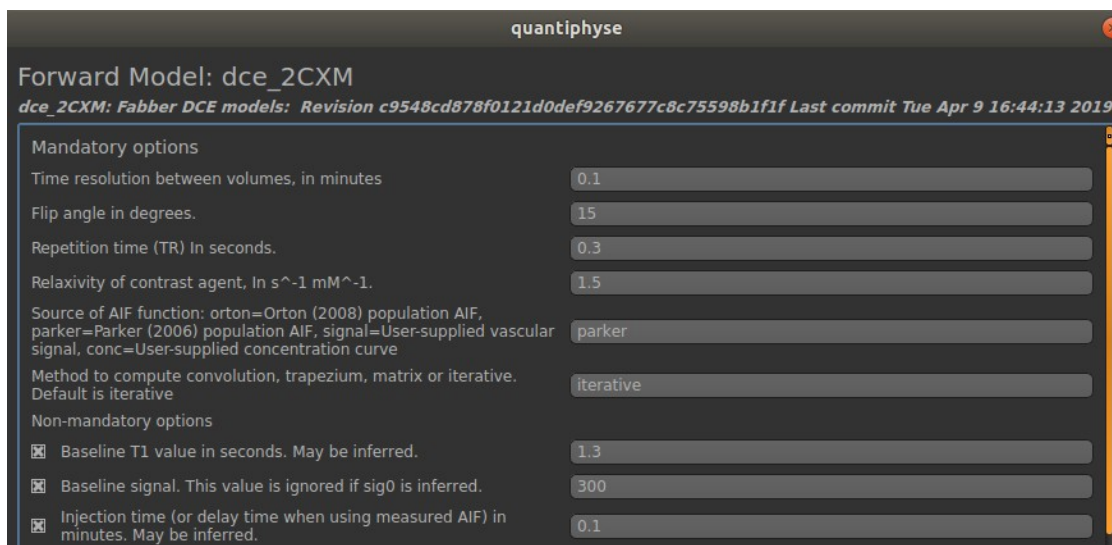 quantiphyse
Forward Model: dce_2CXM
dce_2CXM: Fabber DCE models: Revision c9548cd878f0121d0def9267677c8c75598b1f1f Last commit Tue Apr 9 16:44:13 2019
Mandatory options
Time resolution between volumes, in minutes
0.1
Flip angle in degrees.
15
Repetition time (TR) In seconds.
0.3
Relaxivity of contrast agent, In s^-1 mM^-1.
1.5
Source of AIF function: orton=Orton (2008) population AIF,
parker=Parker (2006) population AIF, signal=User-supplied vascular
signal, conc=User-supplied concentration curve
parker
Method to compute convolution, trapezium, matrix or iterative.
Default is iterative
iterative
Non-mandatory options
Baseline T1 value in seconds. May be inferred.
1.3
Baseline signal. This value is ignored if sig0 is inferred.
300
Injection time (or delay time when using measured AIF) in
minutes. May be inferred.
0.1